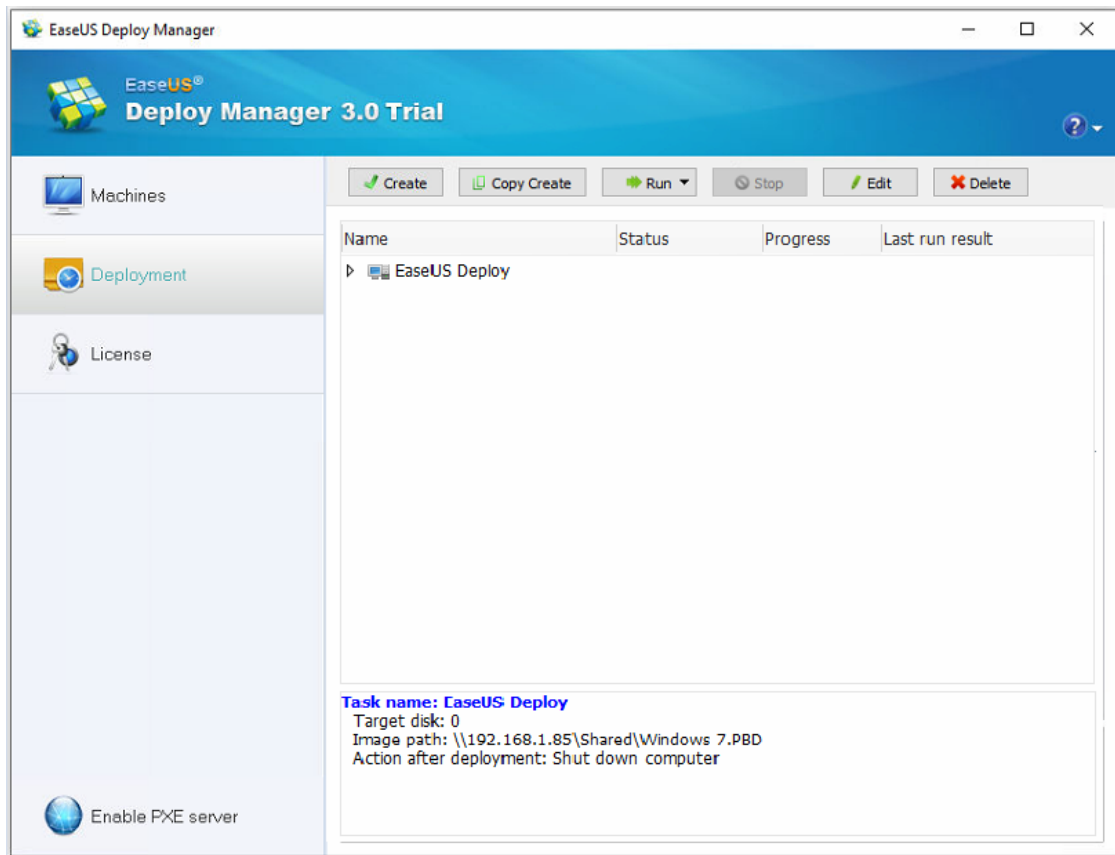 EaseUS Deploy Manager
EaseUS®
Deploy Manager 3.0 Trial
?
Machines
Deployment
License
Enable PXE server
Create Copy Create Run Stop Edit Delete
Name Status Progress Last run result
EaseUS Deploy
Task name: EaseUS Deploy
Target disk: 0
Image path: \\192.168.1.85\Shared\Windows 7.PBD
Action after deployment: Shut down computer